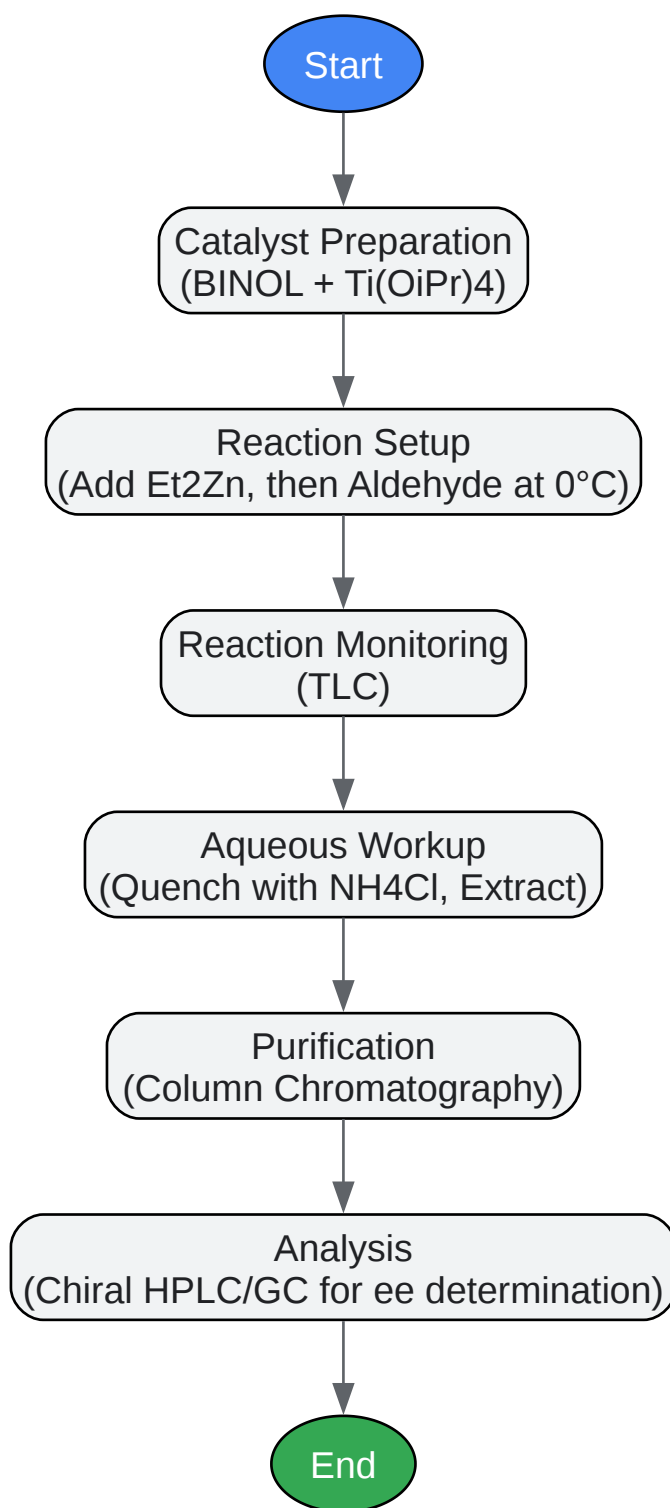 Start
Catalyst Preparation
(BINOL + Ti(OiPr)4)
Reaction Setup
(Add Et2Zn, then Aldehyde at 0°C)
Reaction Monitoring
(TLC)
Aqueous Workup
(Quench with NH4Cl, Extract)
Purification
(Column Chromatography)
Analysis
(Chiral HPLC/GC for ee determination)
End